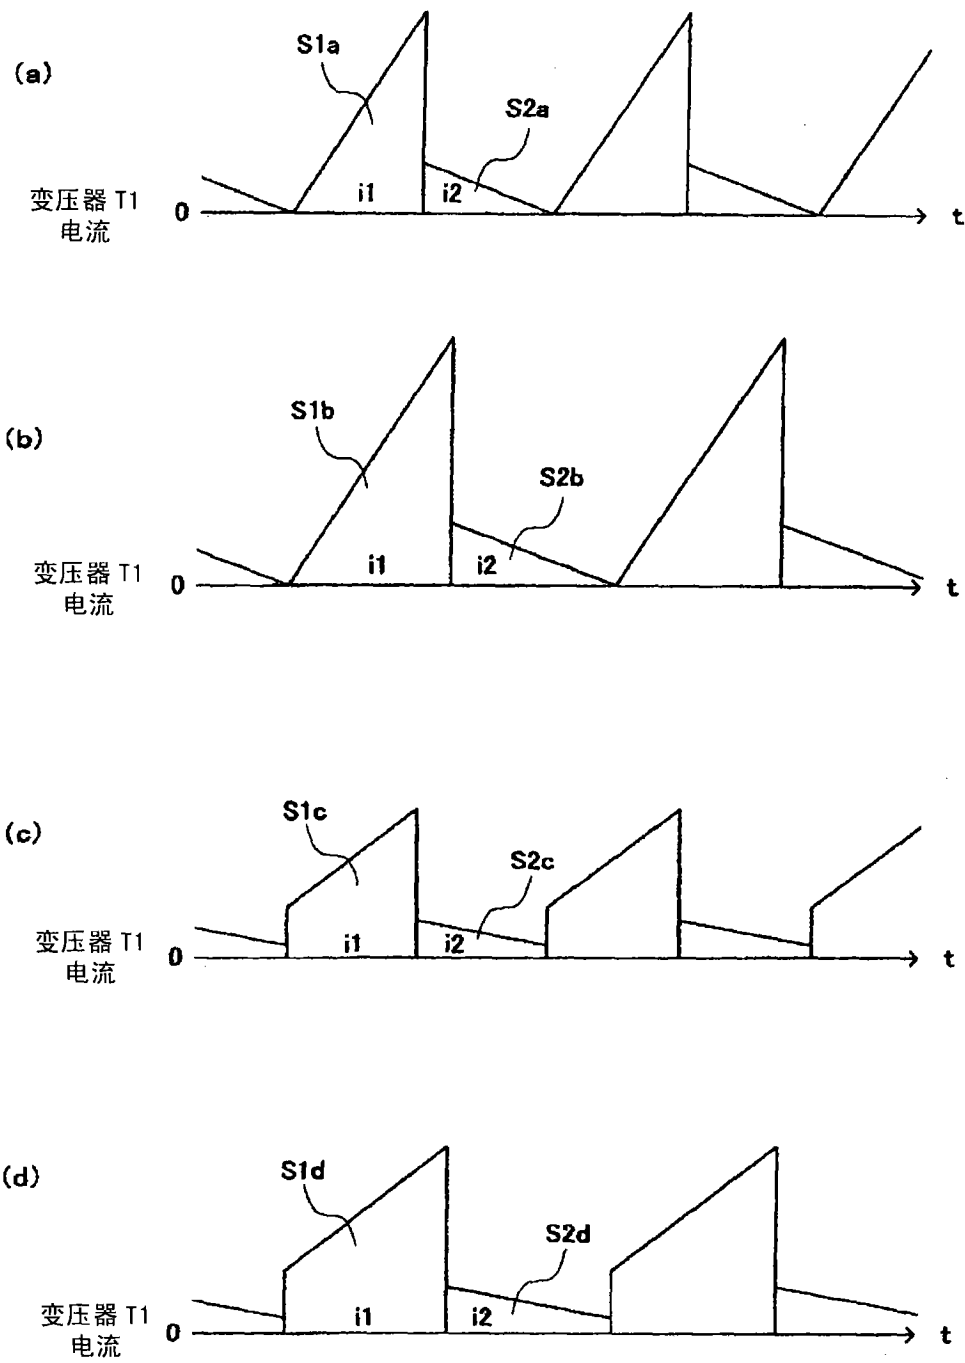 (a)
S1a
S2a
i1
i2
变压器 T1
电流
0
t
(b)
S1b
S2b
i1
i2
变压器 T1
电流
0
t
(c)
S1c
S2c
i1
i2
变压器 T1
电流
0
t
(d)
S1d
S2d
i1
i2
变压器 T1
电流
0
t